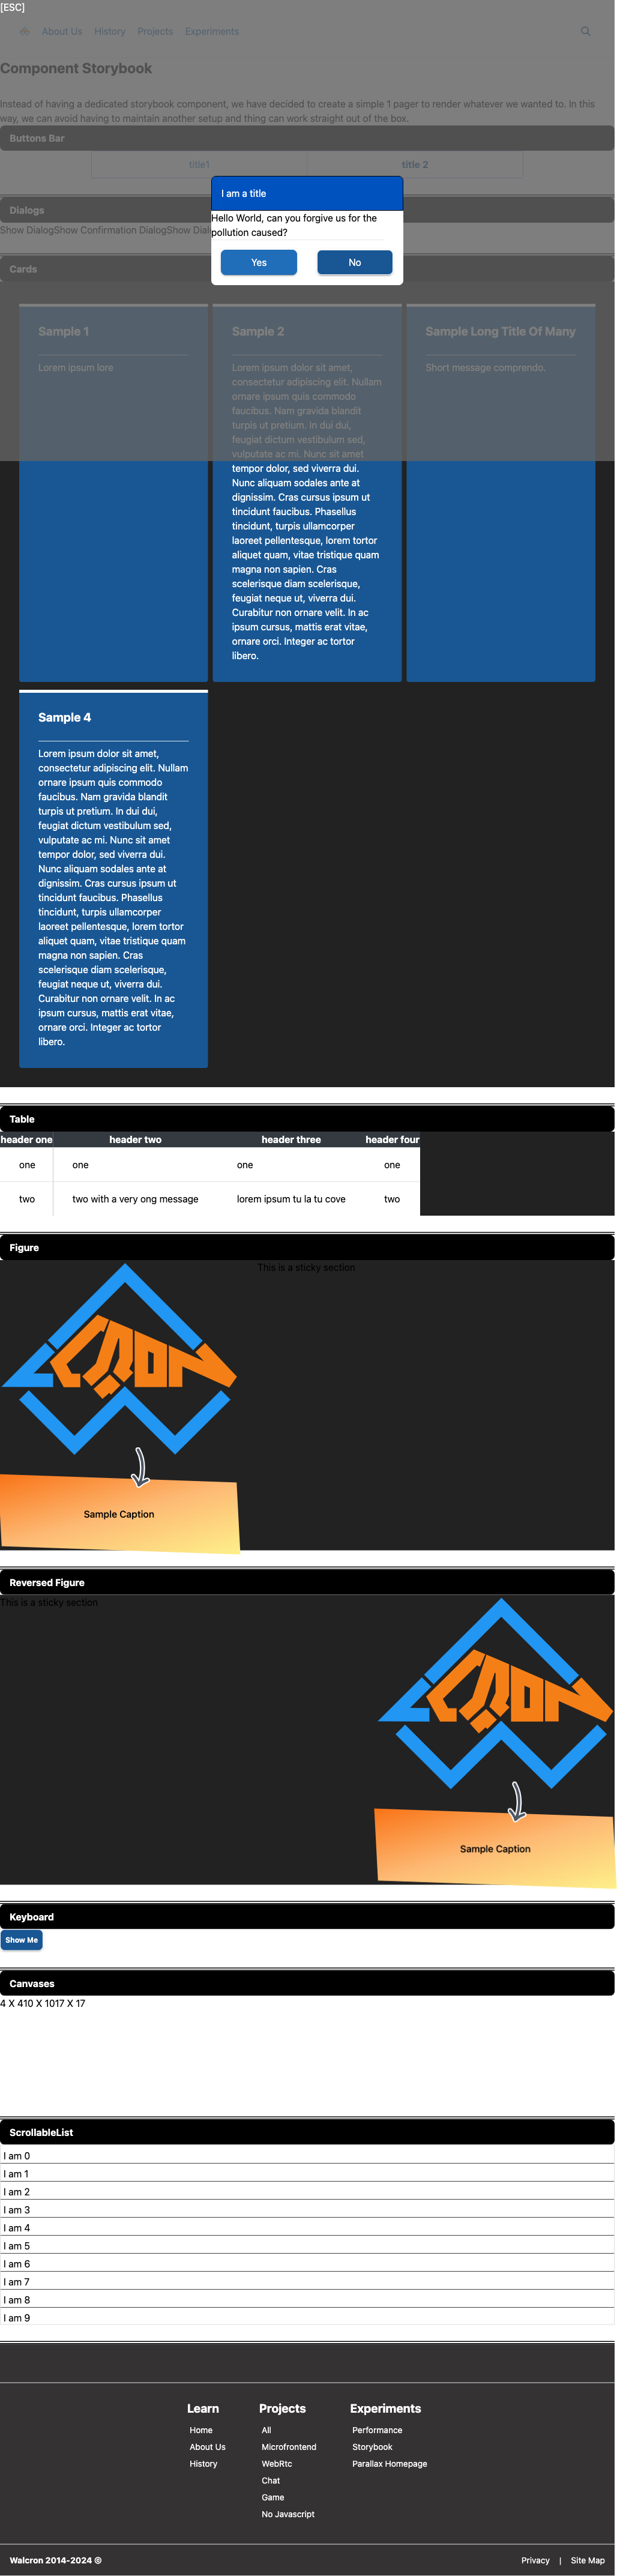 [ESC]
About Us History Projects Experiments
Component Storybook
Instead of having a dedicated storybook component, we have decided to create a simple 1 pager to render whatever we wanted to. In this
way, we can avoid having to maintain another setup and thing can work straight out of the box.
Buttons Bar
title1 title 2
Dialogs
Show DialogShow Confirmation DialogShow
I am a title
Hello World, can you forgive us for the
pollution caused?
Yes No
Cards
Sample 1
Lorem ipsum lore
Sample 2
Lorem ipsum dolor sit amet,
consectetur adipiscing elit. Nullam
ornare ipsum quis commodo
faucibus. Nam gravida blandit
turpis ut pretium. In dui dui,
feugiat dictum vestibulum sed,
vulputate ac mi. Nunc sit amet
tempor dolor, sed viverra dui.
Nunc aliquam sodales ante at
dignissim. Cras cursus ipsum ut
tincidunt faucibus. Phasellus
tincidunt, turpis ullamcorper
laoreet pellentesque, lorem tortor
aliquet quam, vitae tristique quam
magna non sapien. Cras
scelerisque diam scelerisque,
feugiat neque ut, viverra dui.
Curabitur non ornare velit. In ac
ipsum cursus, mattis erat vitae,
ornare orci. Integer ac tortor
libero.
Sample Long Title Of Many
Short message comprendo.
Sample 4
Lorem ipsum dolor sit amet,
consectetur adipiscing elit. Nullam
ornare ipsum quis commodo
faucibus. Nam gravida blandit
turpis ut pretium. In dui dui,
feugiat dictum vestibulum sed,
vulputate ac mi. Nunc sit amet
tempor dolor, sed viverra dui.
Nunc aliquam sodales ante at
dignissim. Cras cursus ipsum ut
tincidunt faucibus. Phasellus
tincidunt, turpis ullamcorper
laoreet pellentesque, lorem tortor
aliquet quam, vitae tristique quam
magna non sapien. Cras
scelerisque diam scelerisque,
feugiat neque ut, viverra dui.
Curabitur non ornare velit. In ac
ipsum cursus, mattis erat vitae,
ornare orci. Integer ac tortor
libero.
Table
header one header two header three header four
one one one one
two two with a very ong message lorem ipsum tu la tu cove two
Figure
This is a sticky section
Sample Caption
Reversed Figure
This is a sticky section
Sample Caption
Keyboard
Show Me
Canvases
4 X 410 X 1017 X 17
ScrollableList
I am 0
I am 1
I am 2
I am 3
I am 4
I am 5
I am 6
I am 7
I am 8
I am 9
Learn
Home
About Us
History
Projects
All
Microfrontend
WebRtc
Chat
Game
No Javascript
Experiments
Performance
Storybook
Parallax Homepage
Walcron 2014-2024 ©
Privacy | Site Map